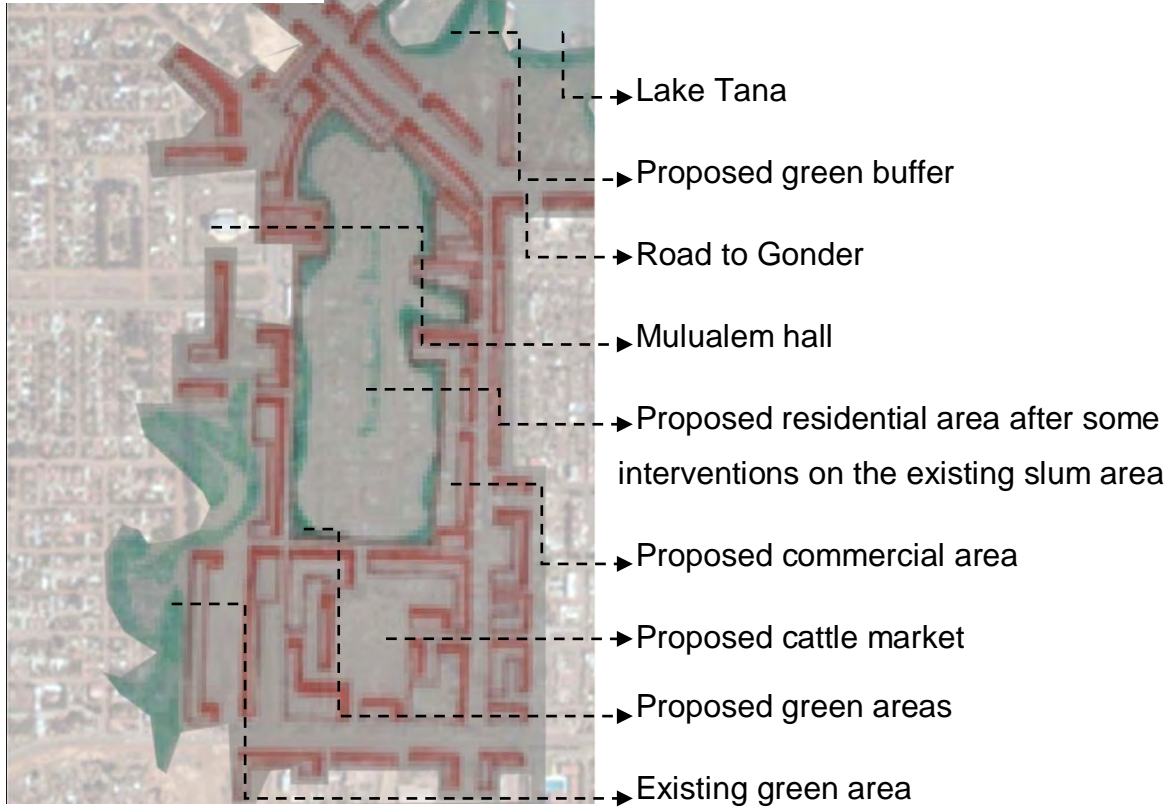 Lake Tana
Proposed green buffer
Road to Gonder
Mulualem hall
Proposed residential area after some
interventions on the existing slum area
Proposed commercial area
Proposed cattle market
Proposed green areas
Existing green area